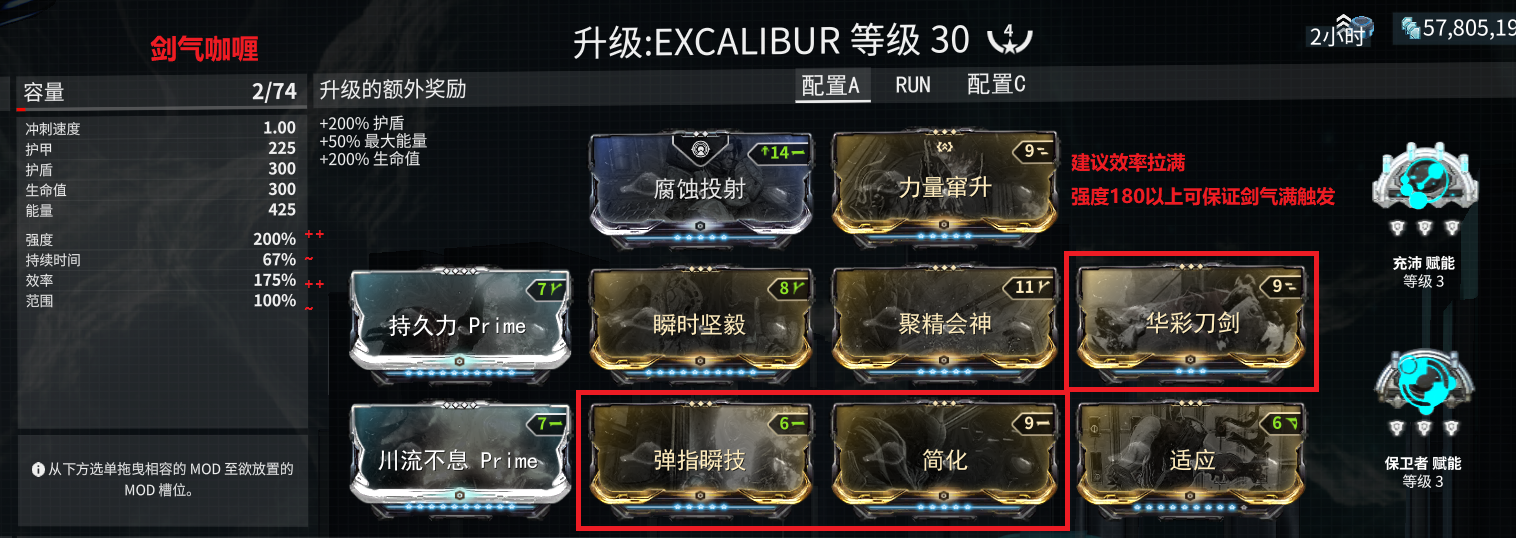 剑气咖喱
升级:EXCALIBUR 等级 30
4
2小时
57,805,19
容量 2/74
升级的额外奖励
配置A RUN 配置C
冲刺速度 1.00
护甲 225
护盾 300
生命值 300
能量 425
强度 200% ++
持续时间 67% ~
效率 175% ++
范围 100% ~
+200% 护盾
+50% 最大能量
+200% 生命值
14
腐蚀投射
9
力量窜升
建议效率拉满
强度180以上可保证剑气满触发
充沛 赋能
等级 3
7
持久力 Prime
8
瞬时坚毅
11
聚精会神
9
华彩刀剑
7
川流不息 Prime
6
弹指瞬技
9
简化
6
适应
保卫者 赋能
等级 3
从下方选单拖曳相容的 MOD 至欲放置的
MOD 槽位。